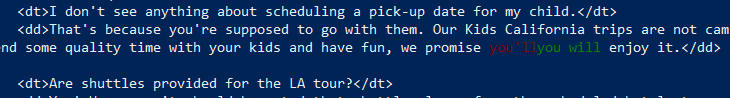 <dt>I don't see anything about scheduling a pick-up date for my child.</dt>
<dd>That's because you're supposed to go with them. Our Kids California trips are not cam
end some quality time with your kids and have fun, we promise you'llyou will enjoy it.</dd>
<dt>Are shuttles provided for the LA tour?</dt>